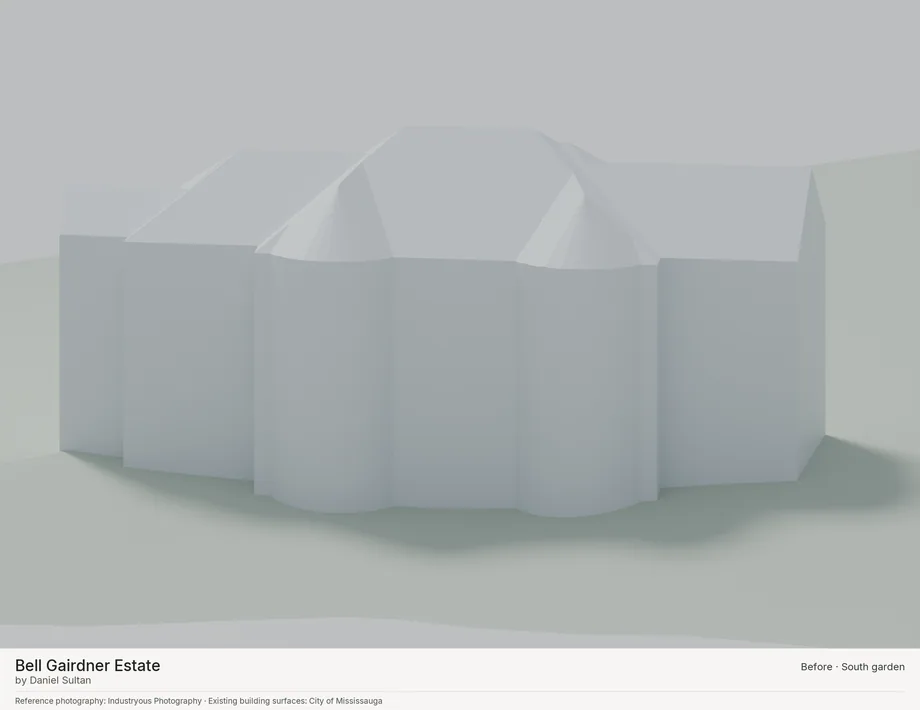 Bell Gairdner Estate
by Daniel Sultan
Before · South garden
Reference photography: Industryous Photography · Existing building surfaces: City of Mississauga